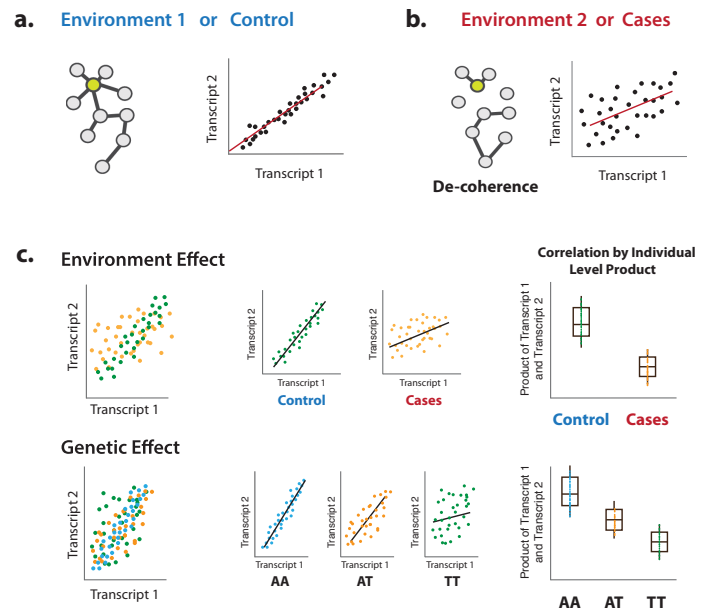 a. Environment 1 or Control
Transcript 2
Transcript 1
b. Environment 2 or Cases
De-coherence
Transcript 2
Transcript 1
c. Environment Effect
Transcript 2
Transcript 1
Transcript 2
Transcript 1
Control
Transcript 2
Transcript 1
Cases
Correlation by Individual
Level Product
Product of Transcript 1
and Transcript 2
Control Cases
Genetic Effect
Transcript 2
Transcript 1
Transcript 2
Transcript 1
AA
Transcript 2
Transcript 1
AT
Transcript 2
Transcript 1
TT
Product of Transcript 1
and Transcript 2
AA AT TT